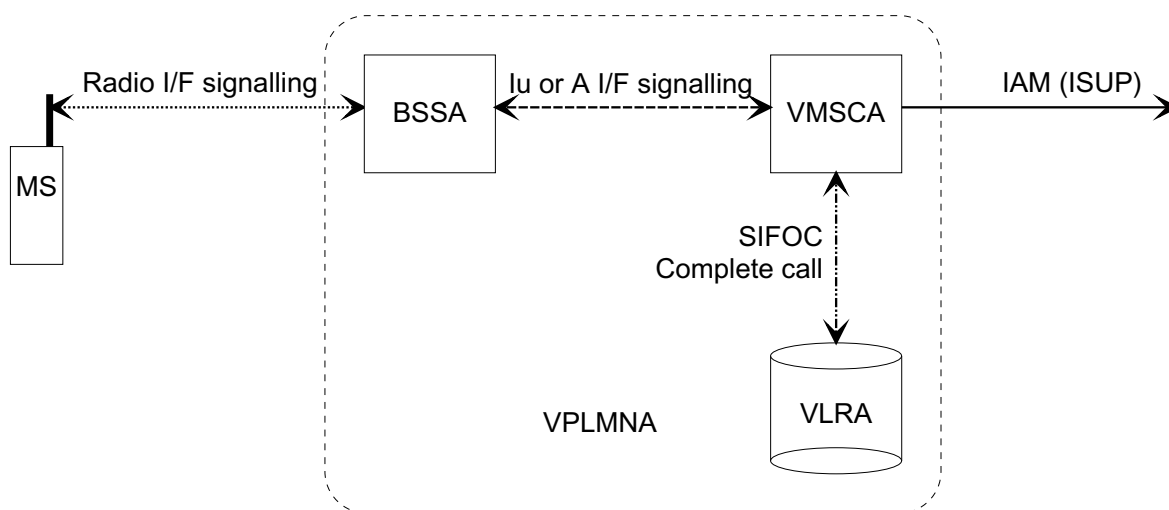 Radio I/F signalling
Iu or A I/F signalling
IAM (ISUP)
BSSA
VMSCA
MS
SIFOC
Complete call
VPLMNA
VLRA